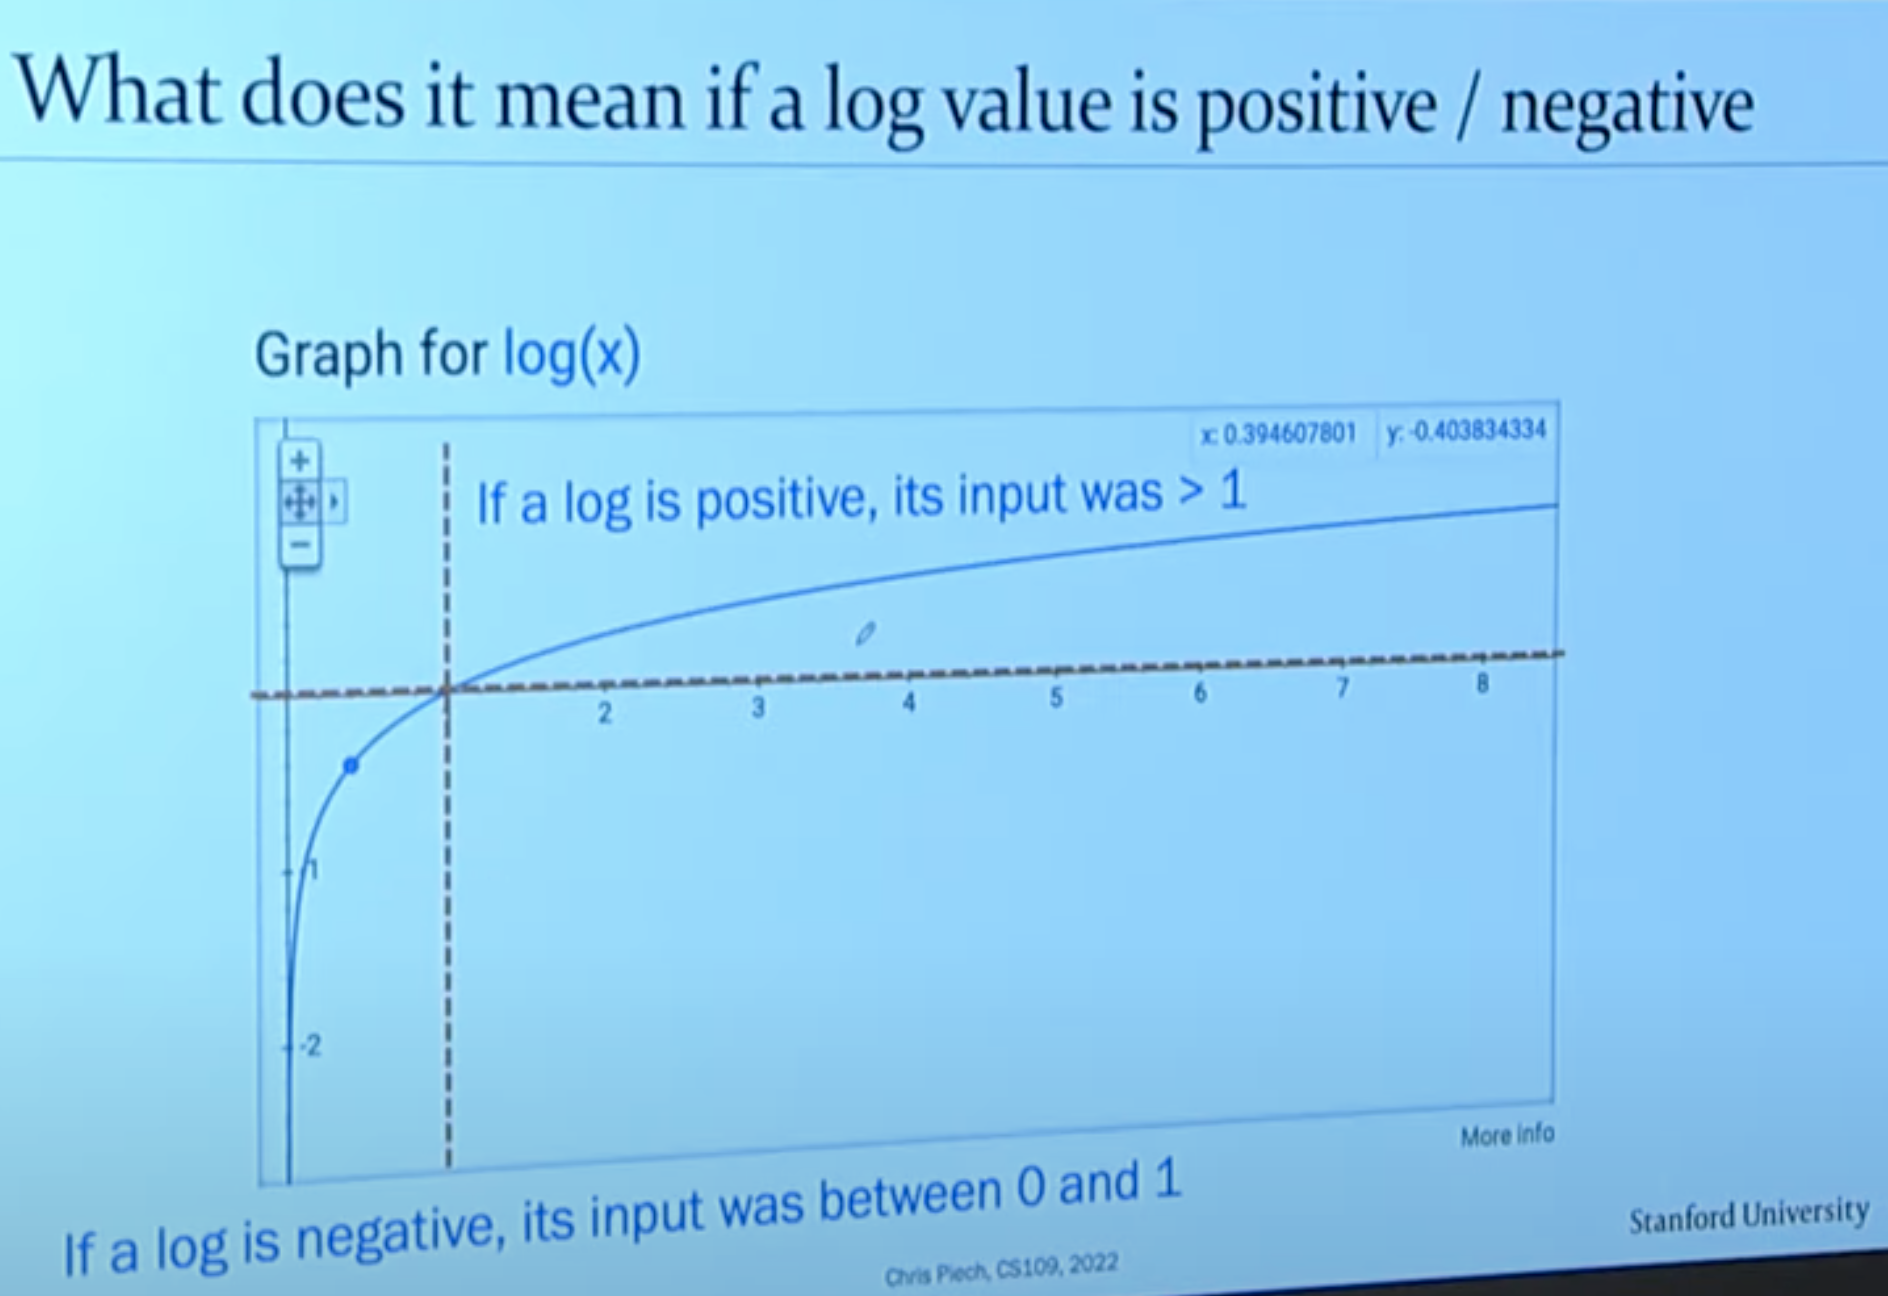 What does it mean if a log value is positive / negative
Graph for log(x)
x: 0.394607801 y: -0.403834334
+
If a log is positive, its input was > 1
−
2 3 4 5 6 7 8
-1
-2
More info
If a log is negative, its input was between 0 and 1
Stanford University
Chris Piech, CS109, 2022